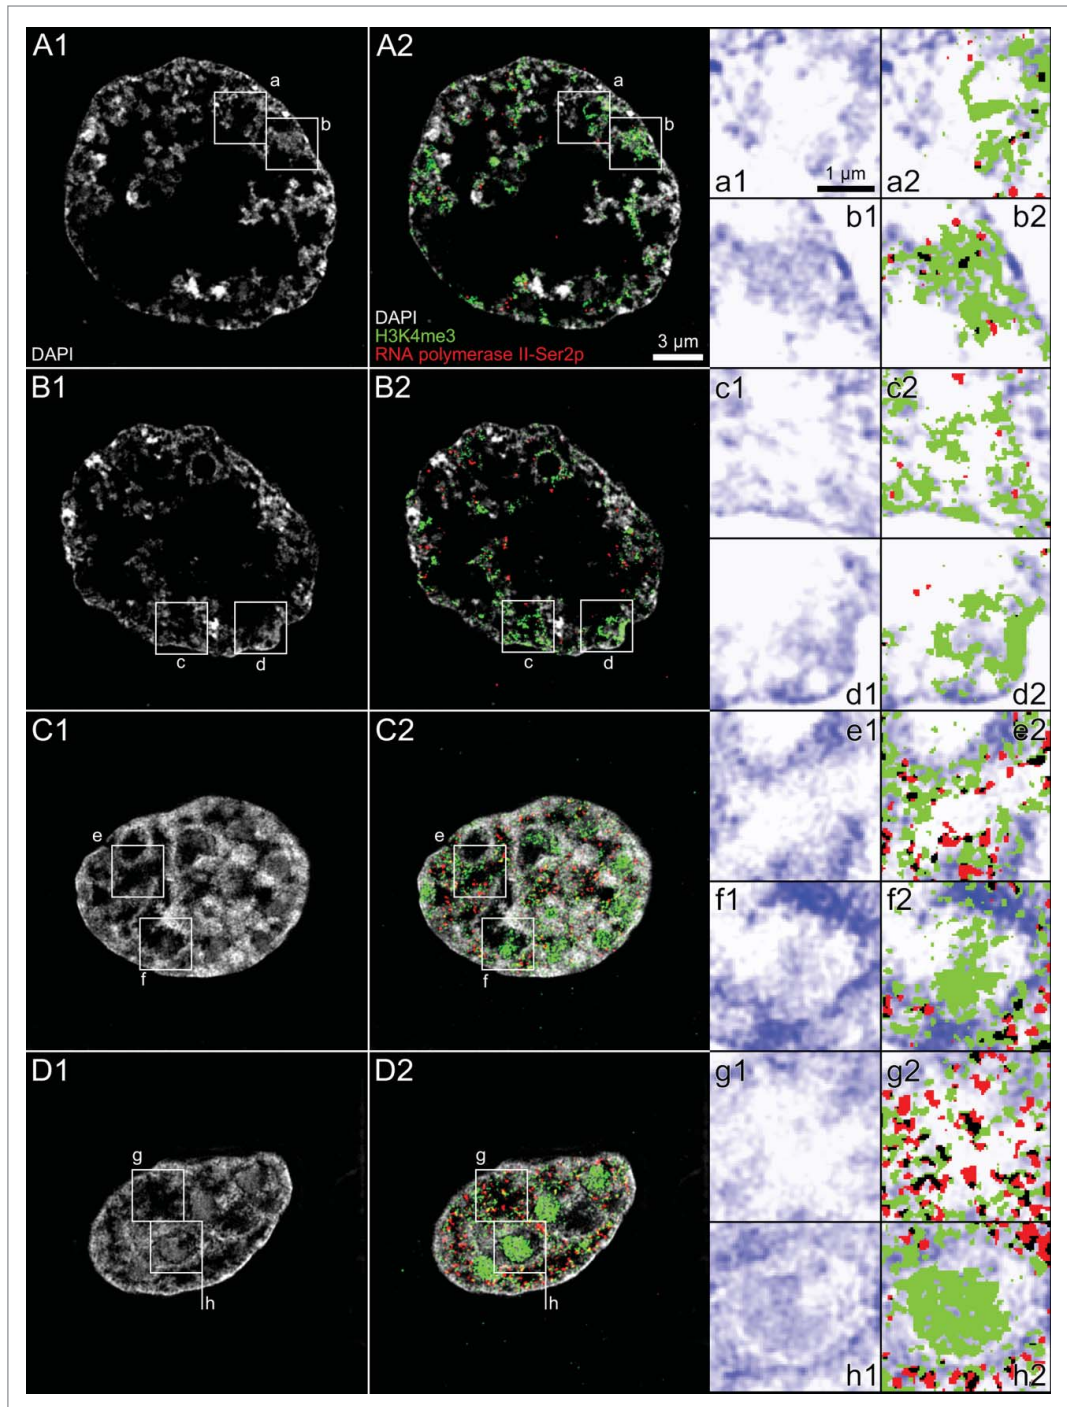 A1
a
b
DAPI
A2
a
b
DAPI
H3K4me3
RNA polymerase II-Ser2p
3 µm
a1
1 µm
a2
b1
b2
B1
c
d
B2
c
d
c1
c2
d1
d2
C1
e
f
C2
e
f
e1
e2
f1
f2
D1
g
h
D2
g
h
g1
g2
h1
h2